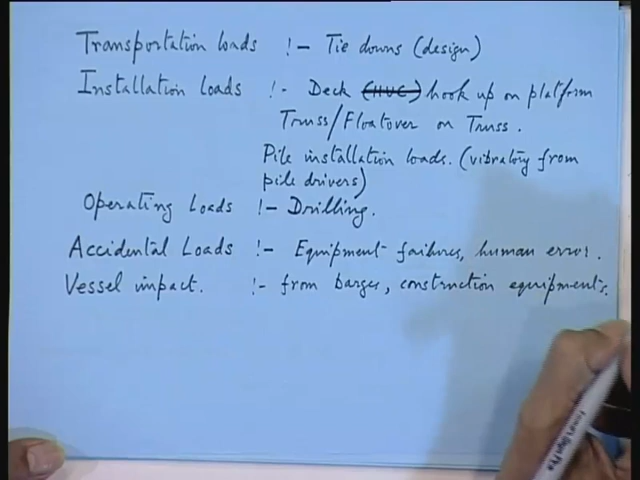 Transportation loads :- Tie downs (design)
Installation loads :- Deck (HUC) hook up on platform
Truss/Floatover on Truss.
Pile installation loads. (vibratory from
pile drivers)
Operating Loads :- Drilling.
Accidental Loads :- Equipment failures, human error.
Vessel impact. :- from barges, construction equipments.